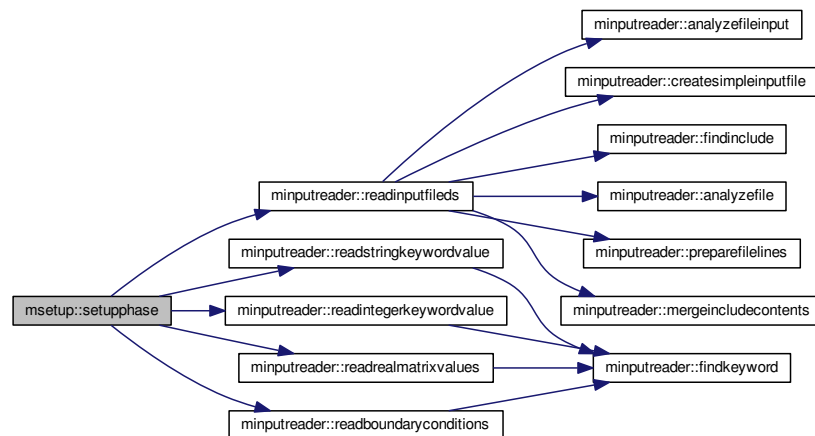 minputreader::analyzefileinput
minputreader::createsimpleinputfile
minputreader::findinclude
minputreader::readinputfileds
minputreader::analyzefile
minputreader::readstringkeywordvalue
minputreader::preparefilelines
msetup::setupphase
minputreader::readintegerkeywordvalue
minputreader::mergeincludecontents
minputreader::readrealmatrixvalues
minputreader::findkeyword
minputreader::readboundaryconditions